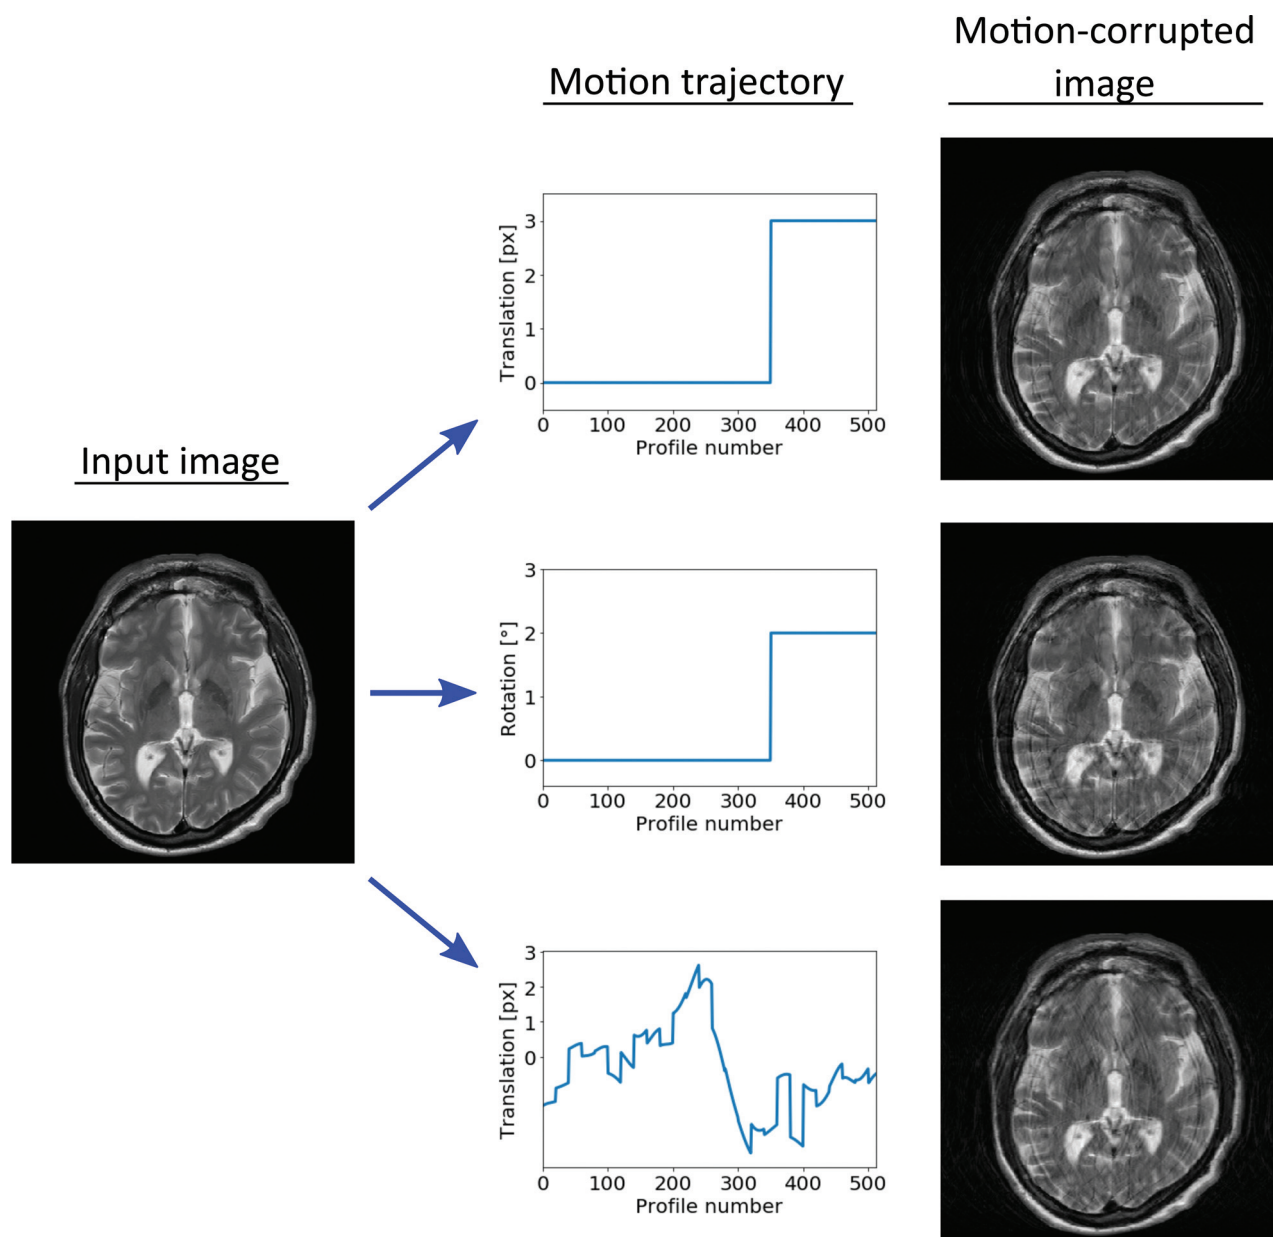 Motion-corrupted
image
Motion trajectory
Input image
Translation [px]
3
2
1
0
0 100 200 300 400 500
Profile number
Rotation [°]
3
2
1
0
0 100 200 300 400 500
Profile number
Translation [px]
3
2
1
0
0 100 200 300 400 500
Profile number